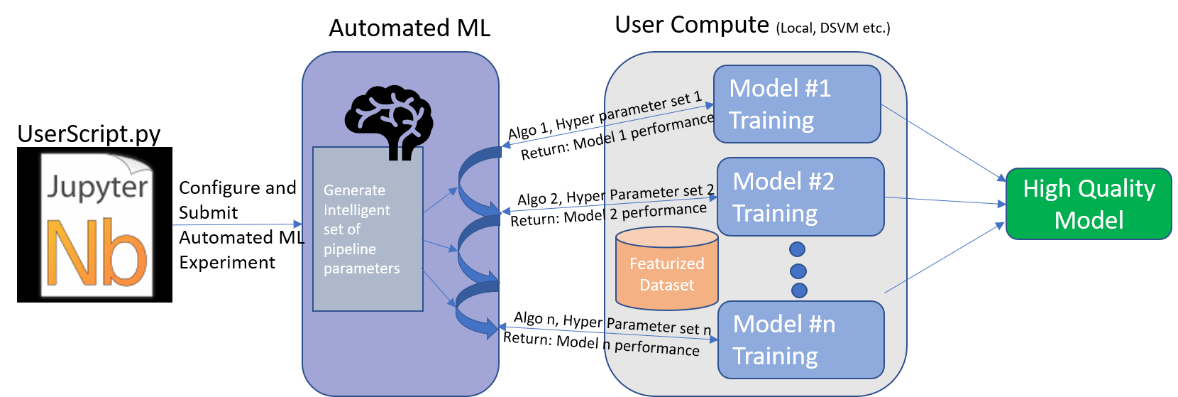 Automated ML
User Compute (Local, DSVM etc.)
UserScript.py
Jupyter
Nb
Configure and
Submit
Automated ML
Experiment
Generate
Intelligent
set of
pipeline
parameters
Algo 1, Hyper parameter set 1
Return: Model 1 performance
Algo 2, Hyper Parameter set 2
Return: Model 2 performance
Algo n, Hyper Parameter set n
Return: Model n performance
Model #1
Training
Model #2
Training
Featurized
Dataset
Model #n
Training
High Quality
Model